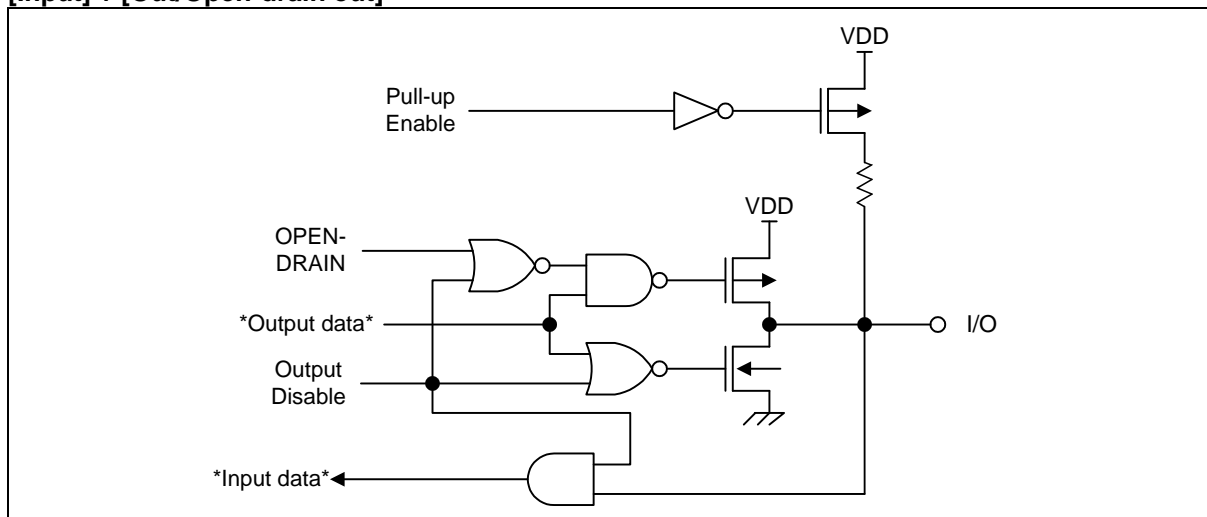 VDD
Pull-up
Enable
VDD
OPEN-
DRAIN
*Output data*
I/O
Output
Disable
*Input data*